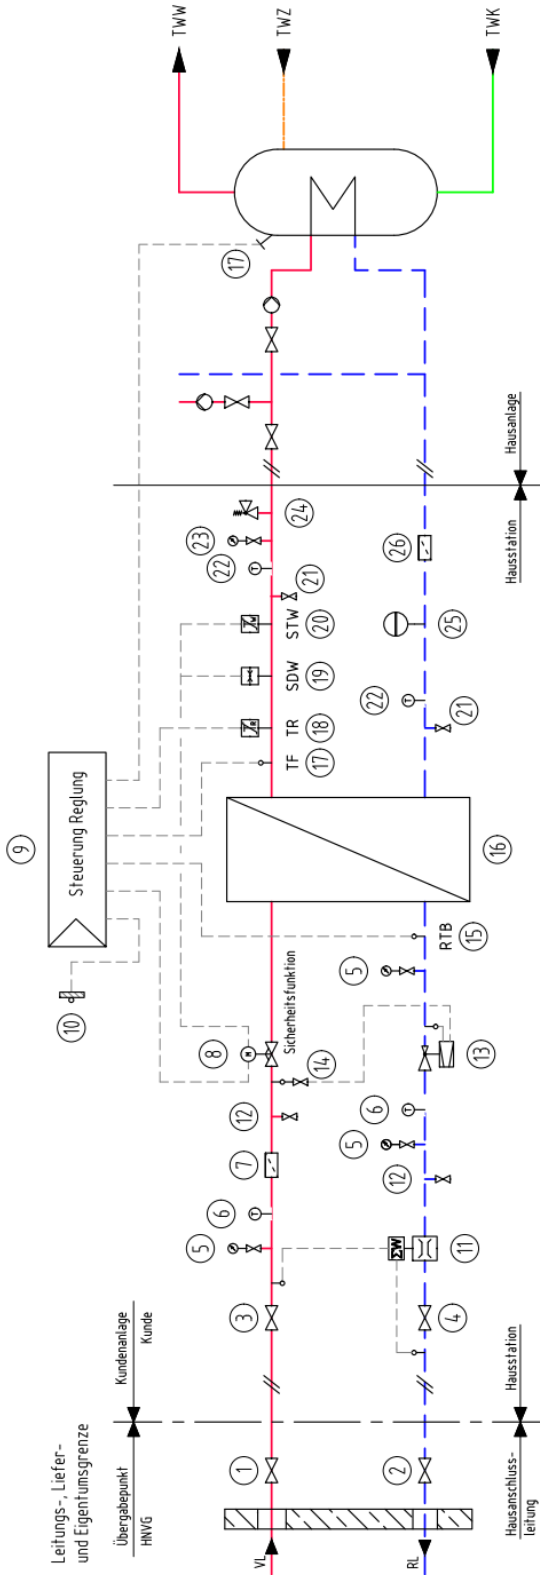 Leitungs-, Liefer-
und Eigentumsgrenze
Übergabepunkt
HNVG
Kundenanlage
Kunde
9
Steuerung Reglung
10
TWW
5
6
7
12
8
M
T
22
T
23
17
1
3
VL
Sicherheitsfunktion
14
TF
17
TR
18
SDW
19
STW
20
21
24
TWZ
2
ΣW
12
5
6
T
5
22
T
26
RL
4
11
13
RTB
15
16
21
25
TWK
Hausanschluss-
leitung
Hausstation
Hausstation
Hausanlage